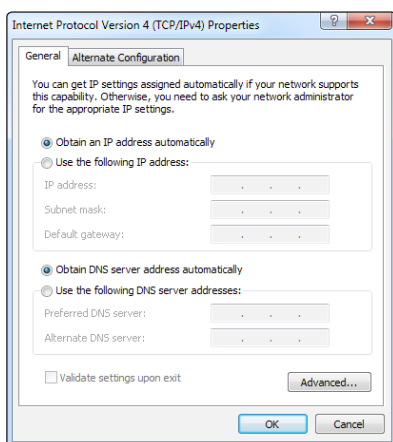 Internet Protocol Version 4 (TCP/IPv4) Properties
General
Alternate Configuration
You can get IP settings assigned automatically if your network supports
this capability. Otherwise, you need to ask your network administrator
for the appropriate IP settings.
Obtain an IP address automatically
Use the following IP address:
IP address:
Subnet mask:
Default gateway:
Obtain DNS server address automatically
Use the following DNS server addresses:
Preferred DNS server:
Alternate DNS server:
Validate settings upon exit
Advanced...
OK
Cancel